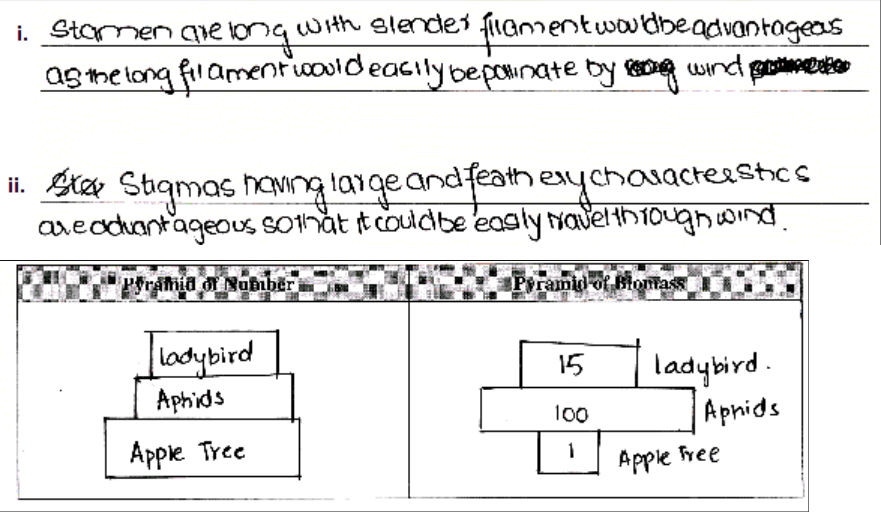 i. Stamen are long with slender filament would be advantageous
as the long filament would easily be polinate by wind
ii. Stigmas having large and feathery characteristics
are advantageous so that it could be easly travel through wind.
Pyramid of Number Pyramid of Biomass
ladybird
Aphids
Apple Tree
15 ladybird.
100 Aphids
1 Apple Tree